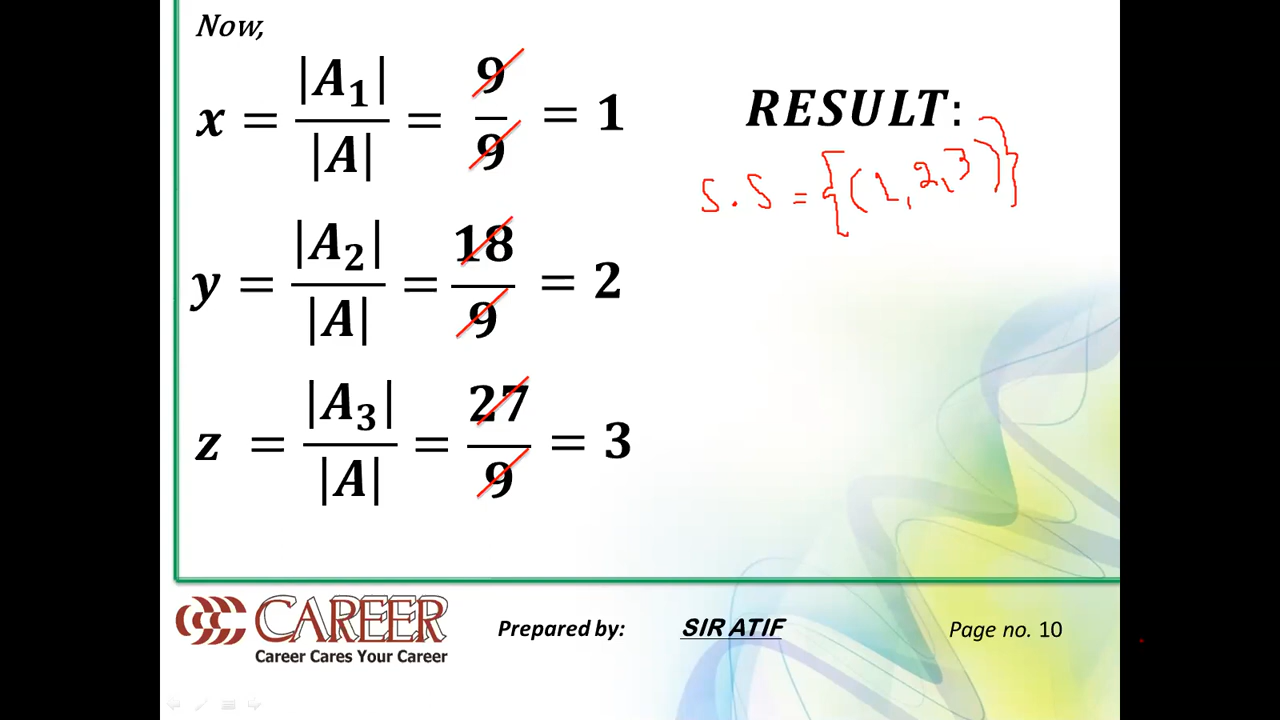 Now,
x = |A₁| / |A| = 9 / 9 = 1
y = |A₂| / |A| = 18 / 9 = 2
z = |A₃| / |A| = 27 / 9 = 3
RESULT:
S.S = {(1,2,3)}
CAREER
Career Cares Your Career
Prepared by: SIR ATIF
Page no. 10